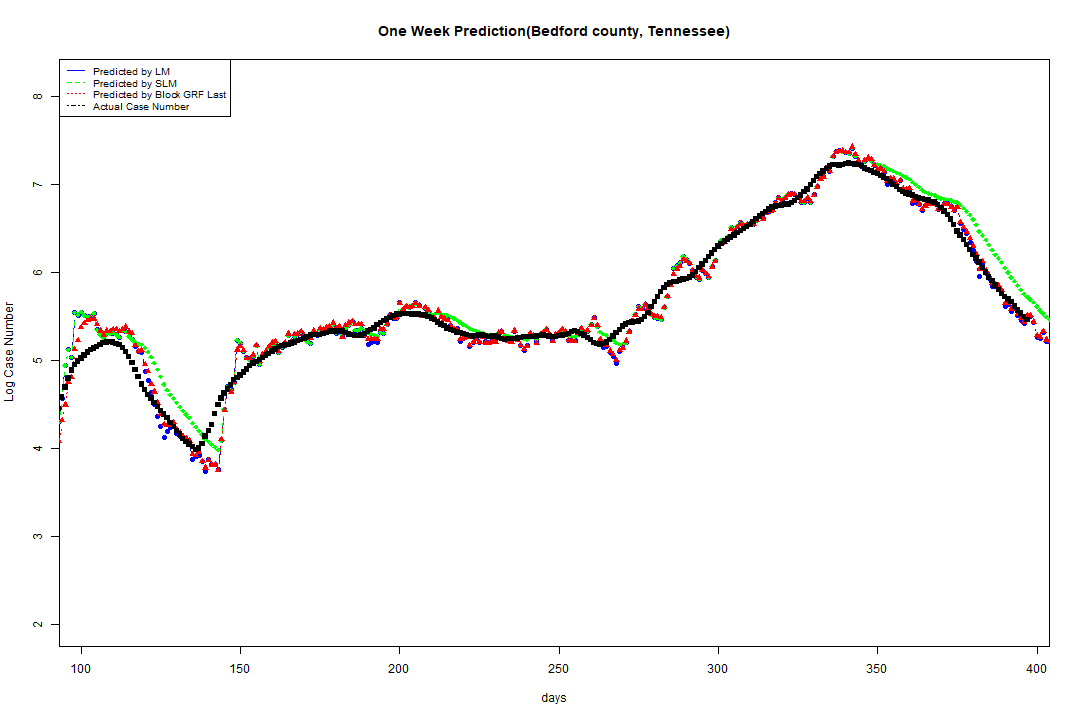 One Week Prediction(Bedford county, Tennessee)
Predicted by LM
Predicted by SLM
Predicted by Block GRF Last
Actual Case Number
Log Case Number
8
7
6
5
4
3
2
100 150 200 250 300 350 400
days